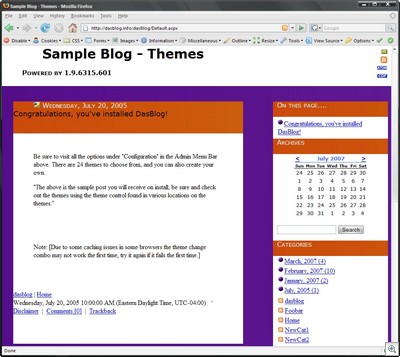 Sample Blog - Themes - Mozilla Firefox
File Edit View History Bookmarks Tools Help
http://dasblog.info/dasBlog/Default.aspx
Disable Cookies CSS Forms Images Information Miscellaneous Outline Resize Tools View Source Options
Sample Blog - Themes
Powered by 1.9.6315.601
Wednesday, July 20, 2005
Congratulations, you've installed DasBlog!
Be sure to visit all the options under "Configuration" in the Admin Menu Bar
above. There are 24 themes to choose from, and you can also create your
own.
"The above is the sample post you will receive on install, be sure and check
out the themes using the theme control found in various locations on the
themes."
Note: [Due to some caching issues in some browsers the theme change
combo may not work the first time, try it again if it fails the first time.]
dasblog | Home
Wednesday, July 20, 2005 10:00:00 AM (Eastern Daylight Time, UTC-04:00)
Disclaimer | Comments [0] | Trackback
On this page....
Congratulations, you've installed
DasBlog!
Archives
< July 2007 >
Sun Mon Tue Wed Thu Fri Sat
24 25 26 27 28 29 30
1 2 3 4 5 6 7
8 9 10 11 12 13 14
15 16 17 18 19 20 21
22 23 24 25 26 27 28
29 30 31 1 2 3 4
Search
Categories
March, 2007 (4)
February, 2007 (10)
January, 2007 (2)
July, 2005 (1)
dasblog
Foobar
Home
NewCat1
NewCat2
Done